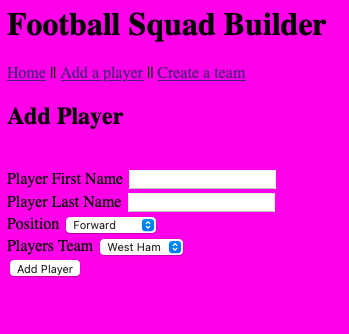 Football Squad Builder
Home || Add a player || Create a team
Add Player
Player First Name
Player Last Name
Position Forward
Players Team West Ham
Add Player